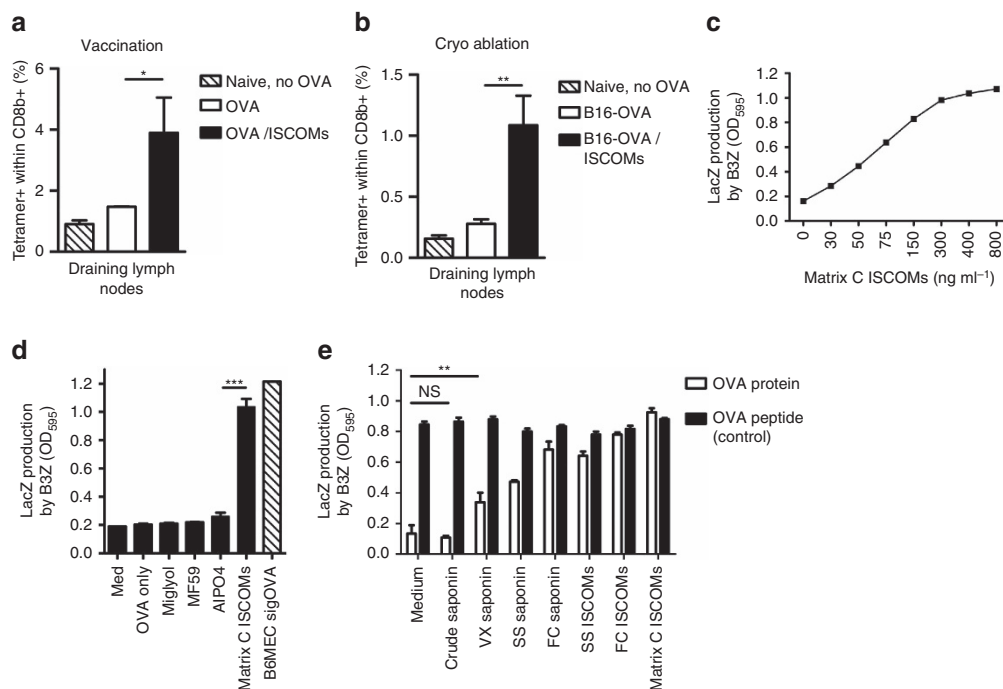 a
Vaccination
Tetramer+ within CD8b+ (%)
6
4
2
0
*
Draining lymph
nodes
Naive, no OVA
OVA
OVA /ISCOMs
b
Cryo ablation
Tetramer+ within CD8b+ (%)
1.5
1.0
0.5
0.0
**
Draining lymph
nodes
Naive, no OVA
B16-OVA
B16-OVA /
ISCOMs
c
LacZ production
by B3Z (OD595)
1.2
1.0
0.8
0.6
0.4
0.2
0.0
0
30
50
75
150
300
400
800
Matrix C ISCOMs (ng ml–1)
d
LacZ production
by B3Z (OD595)
1.2
1.0
0.8
0.6
0.4
0.2
0.0
***
Med
OVA only
Miglyol
MF59
AlPO4
Matrix C ISCOMs
B6MEC sigOVA
e
LacZ production
by B3Z (OD595)
1.2
1.0
0.8
0.6
0.4
0.2
0.0
**
NS
Medium
Crude saponin
VX saponin
SS saponin
FC saponin
SS ISCOMs
FC ISCOMs
Matrix C ISCOMs
OVA protein
OVA peptide
(control)